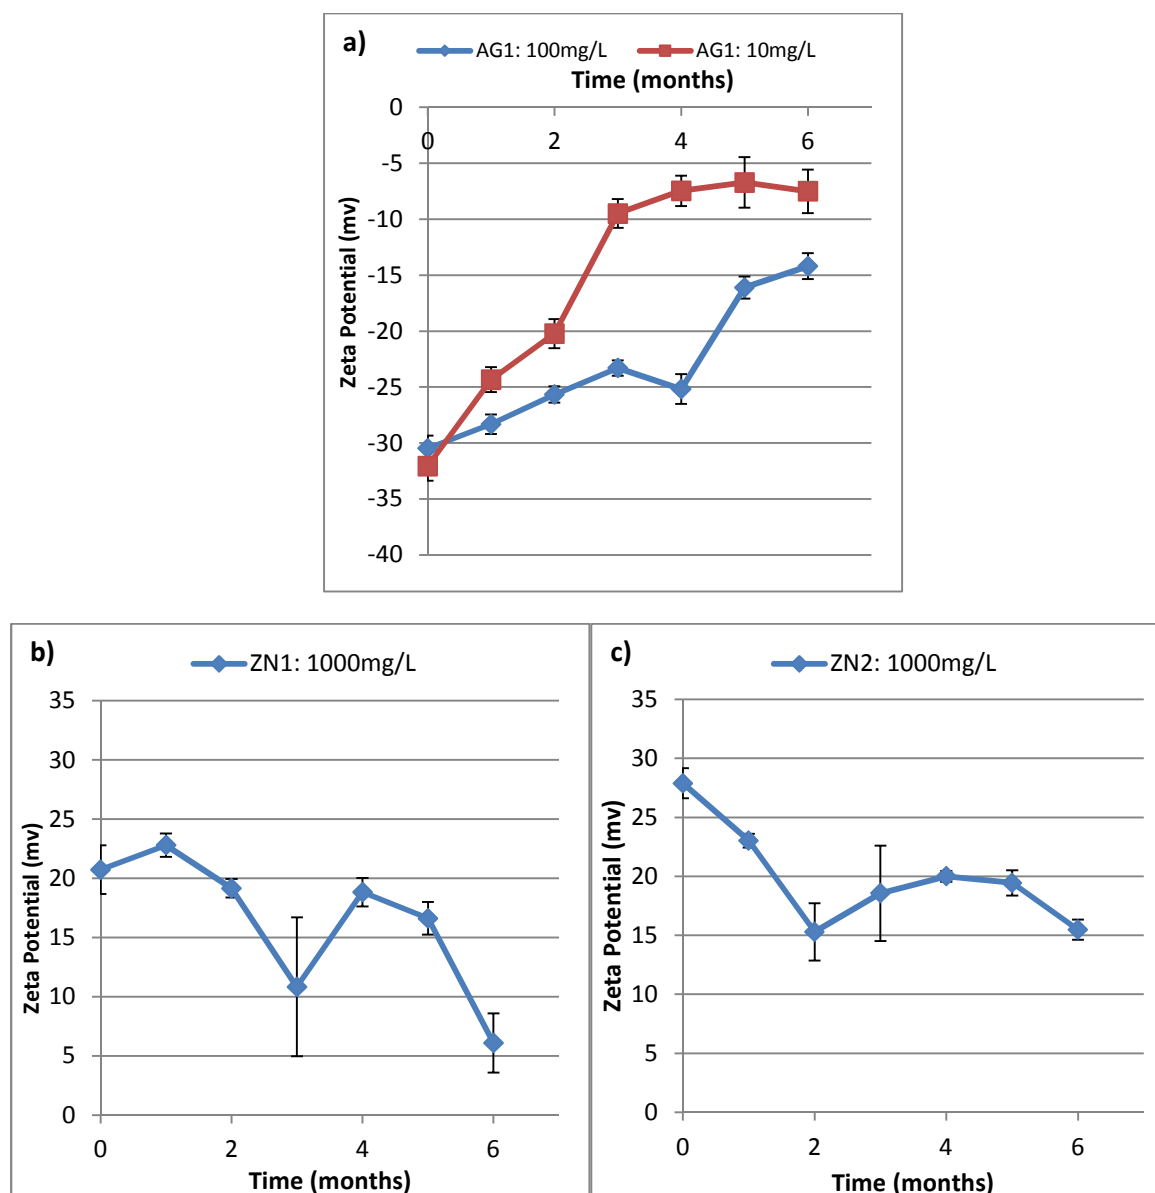 a)
AG1: 100mg/L AG1: 10mg/L
Time (months)
0 2 4 6
0
-5
-10
-15
-20
-25
-30
-35
-40
Zeta Potential (mv)
b)
ZN1: 1000mg/L
35
30
25
20
15
10
5
0
Zeta Potential (mv)
0 2 4 6
Time (months)
c)
ZN2: 1000mg/L
35
30
25
20
15
10
5
0
Zeta Potential (mv)
0 2 4 6
Time (months)